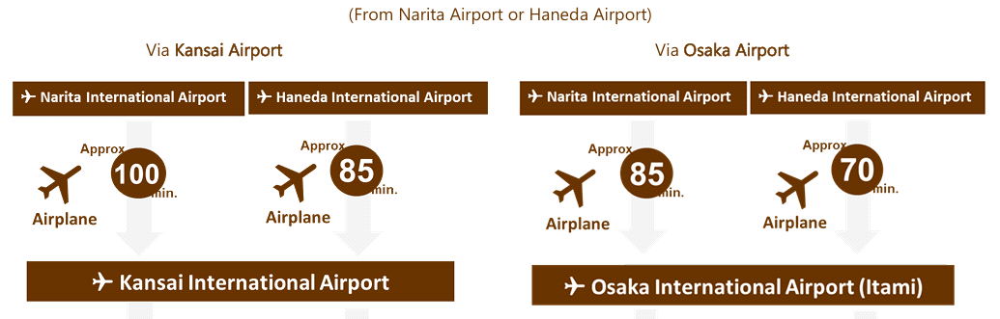 (From Narita Airport or Haneda Airport)
Via Kansai Airport
Narita International Airport
Haneda International Airport
Approx
100
min.
Airplane
Approx
85
min.
Airplane
Kansai International Airport
Via Osaka Airport
Narita International Airport
Haneda International Airport
Approx
85
min.
Airplane
Approx
70
min.
Airplane
Osaka International Airport (Itami)